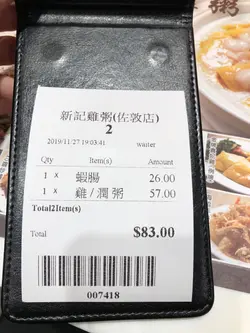 新記雞粥(佐敦店)
2
2019/11/27 19:03:41 waiter
Qty Item(s) Amount
1 x 蝦腸 26.00
1 x 雞/潤粥 57.00
Total2Item(s)
Total $83.00
007418